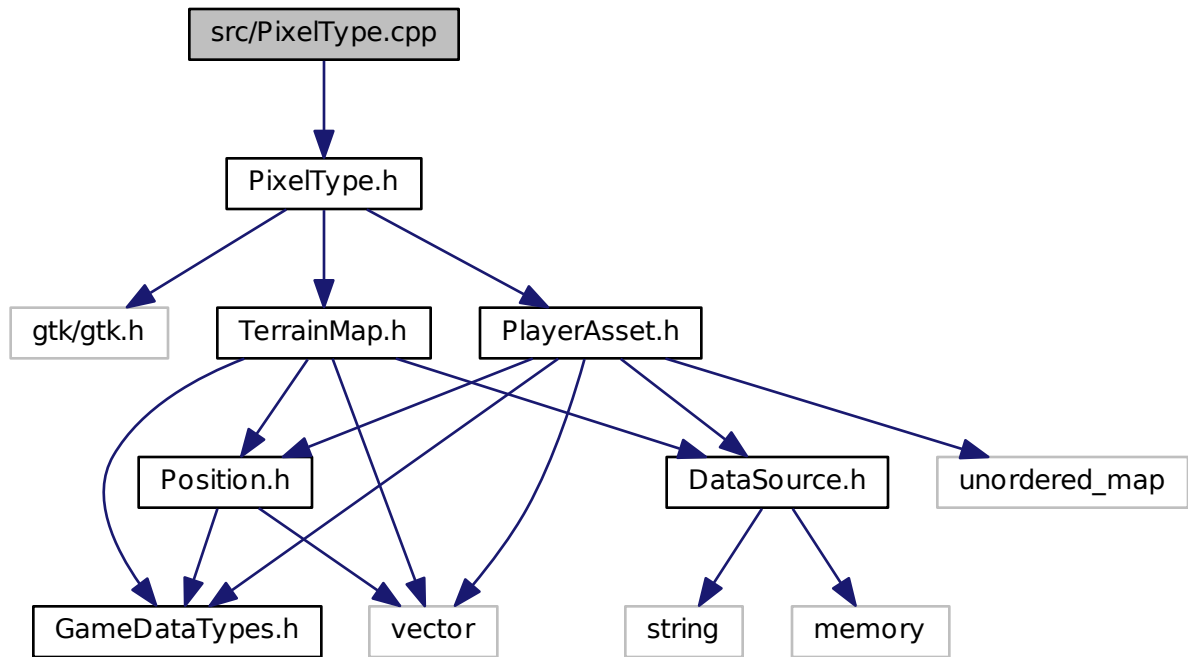 src/PixelType.cpp
PixelType.h
gtk/gtk.h
TerrainMap.h
PlayerAsset.h
Position.h
DataSource.h
unordered_map
GameDataTypes.h
vector
string
memory